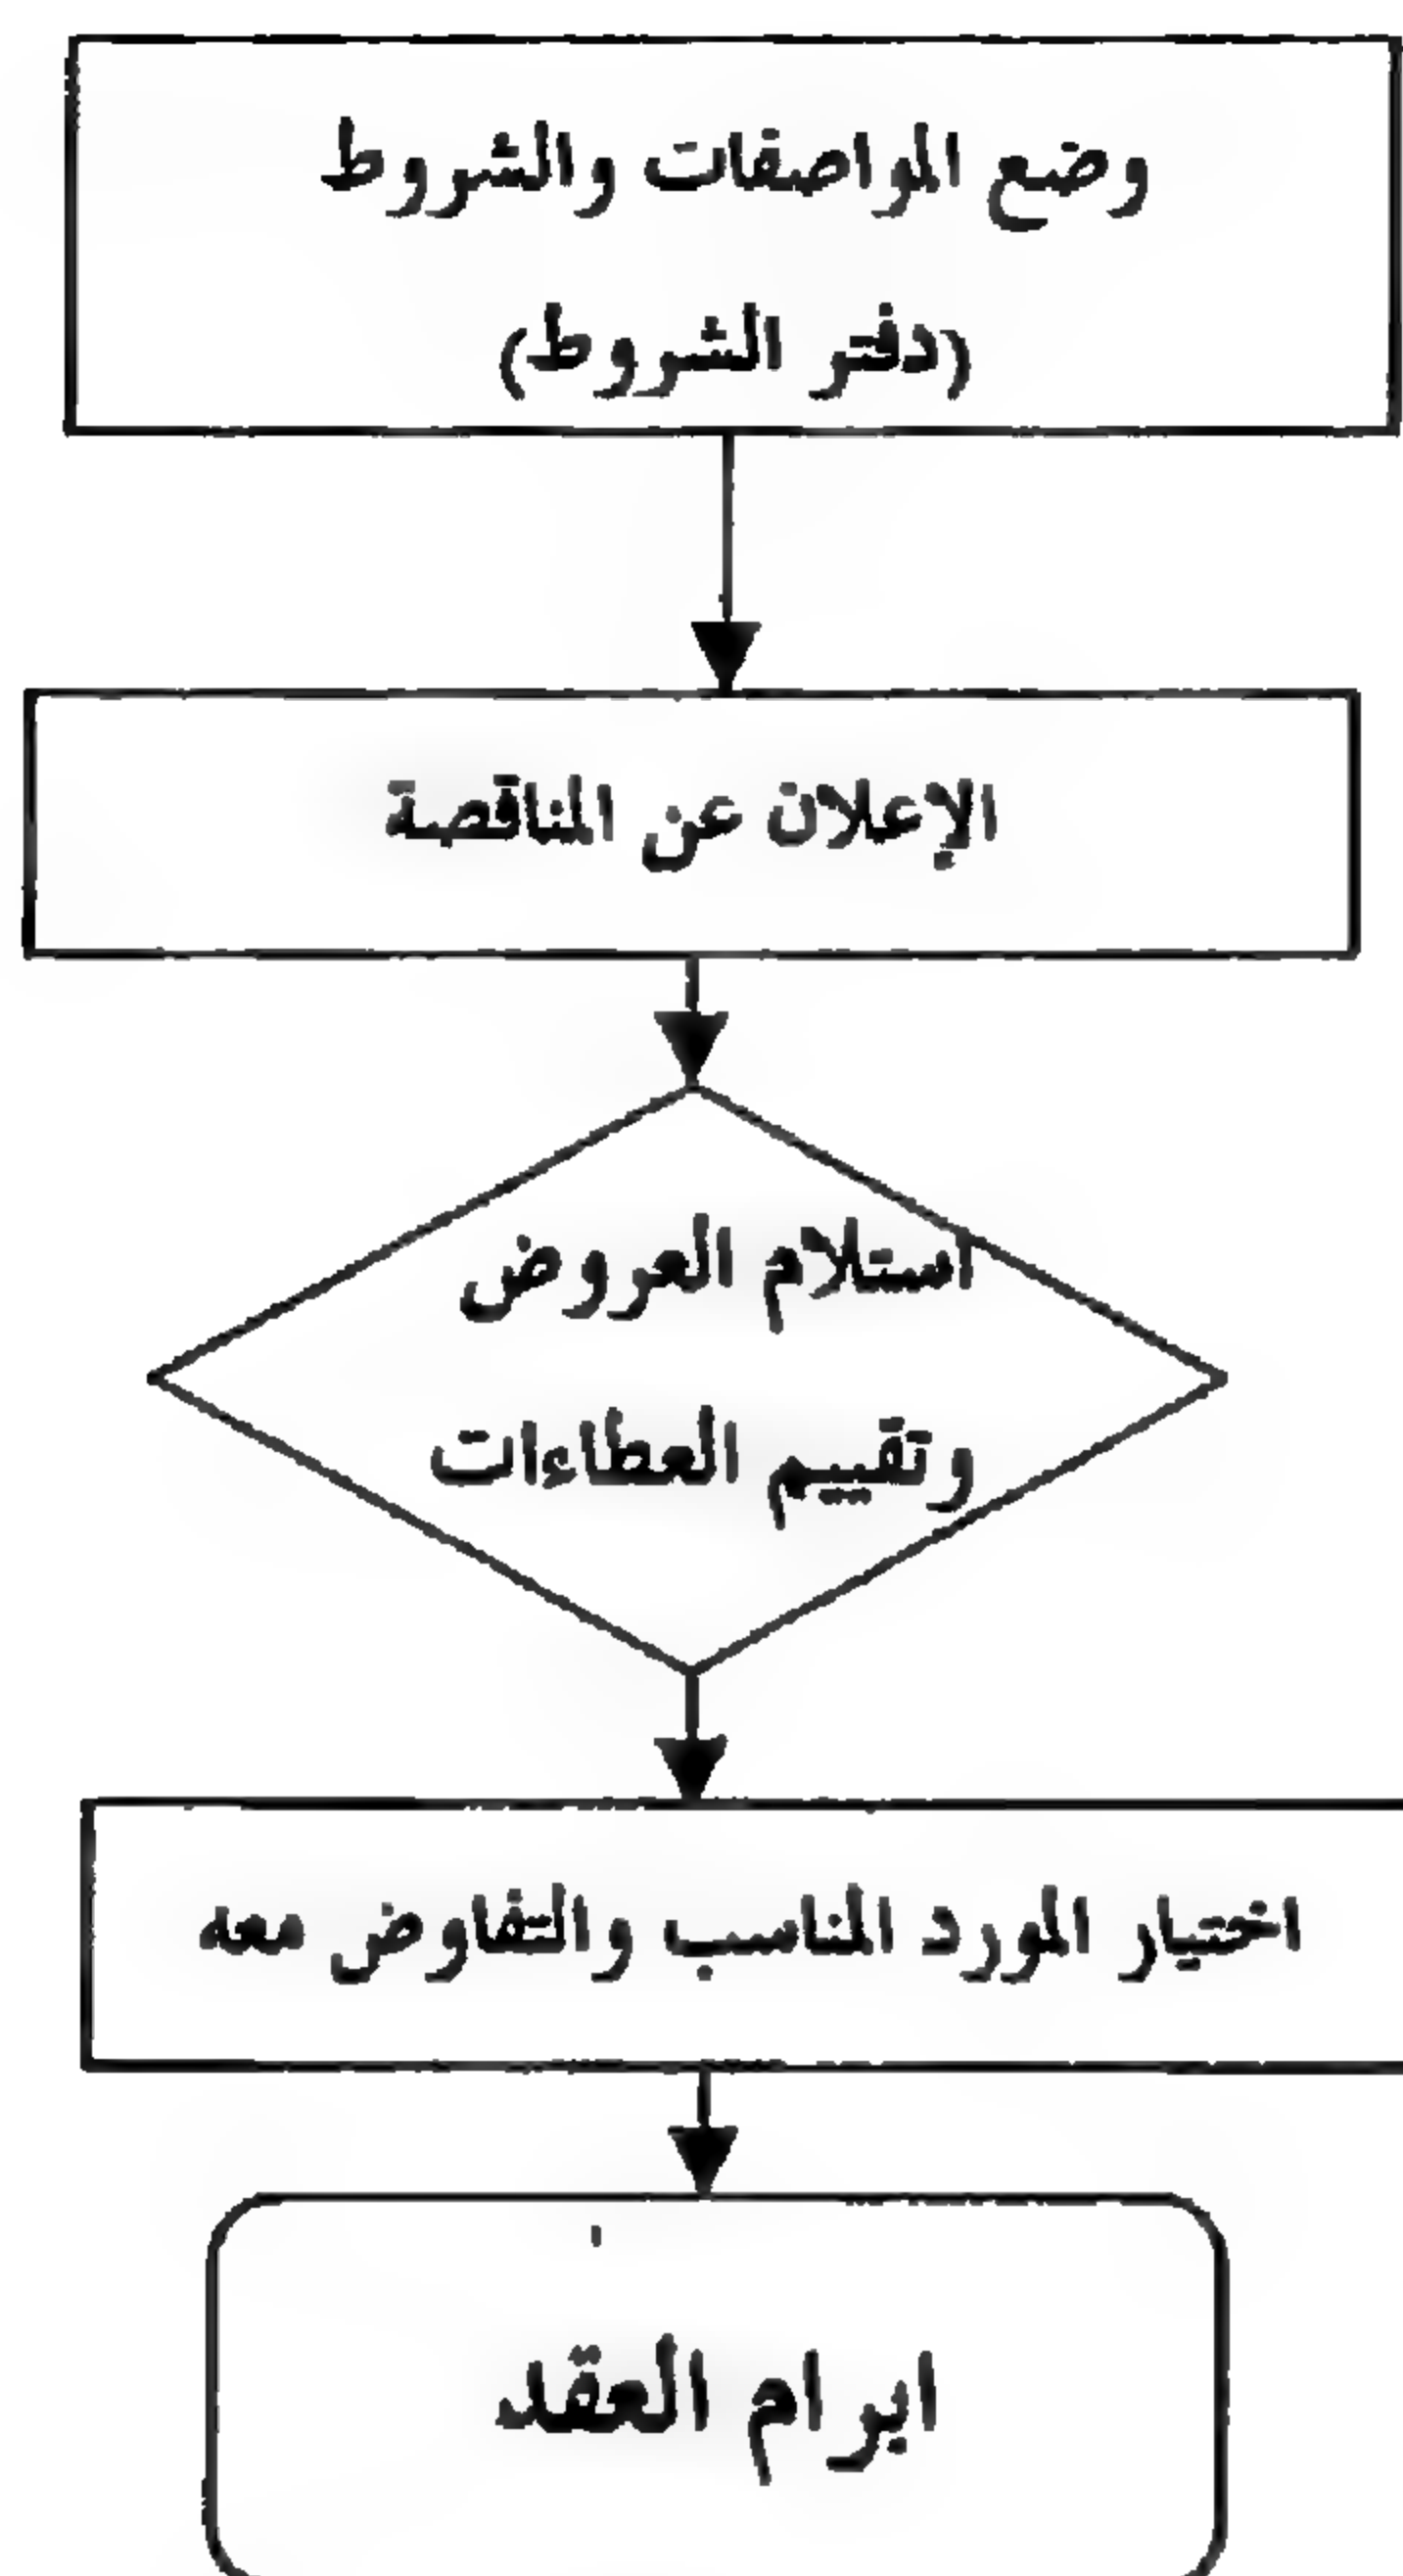 وضع المواصفات والشروط
(دفتر الشروط)
الإعلان عن المناقصة
استلام العروض
وتقييم العطاءات
اختيار المورد المناسب والتفاوض معه
ابرام العقد